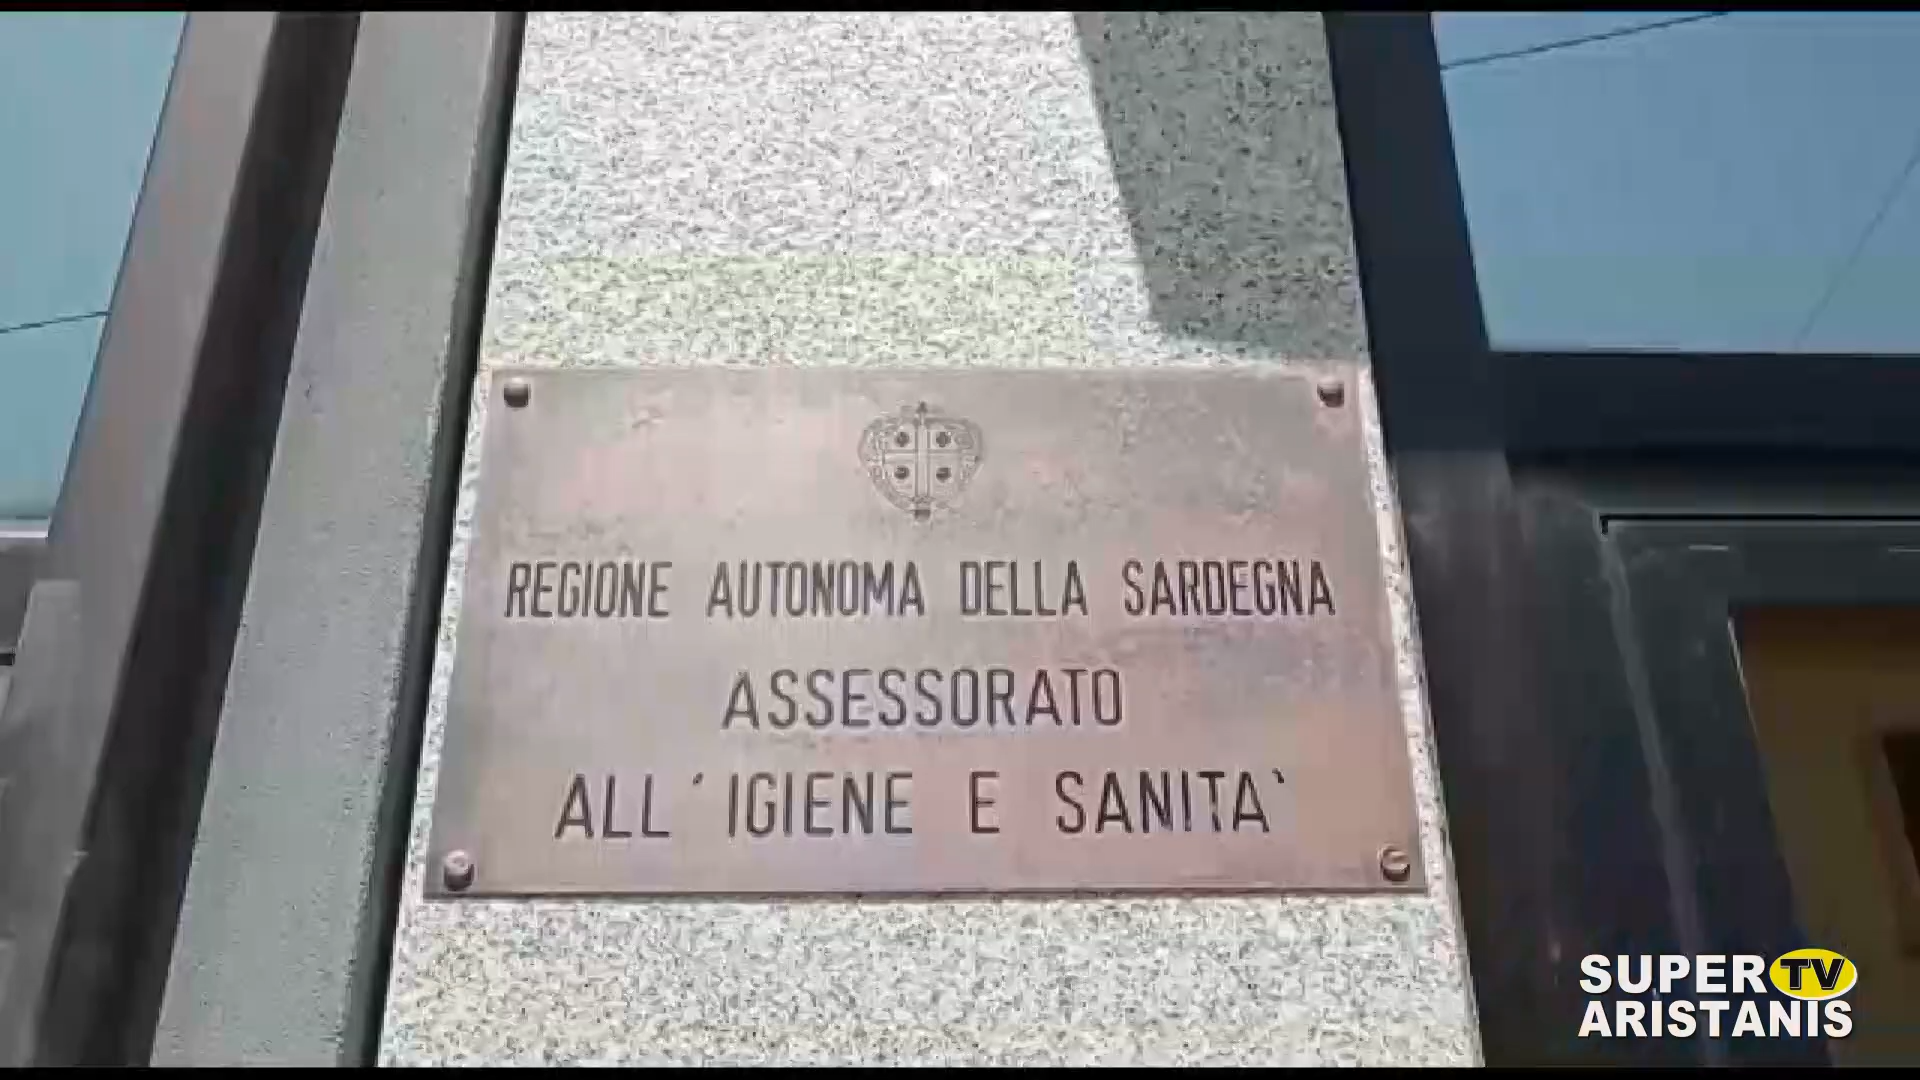 REGIONE AUTONOMA DELLA SARDEGNA
ASSESSORATO
ALL'IGIENE E SANITA`
SUPER TV
ARISTANIS